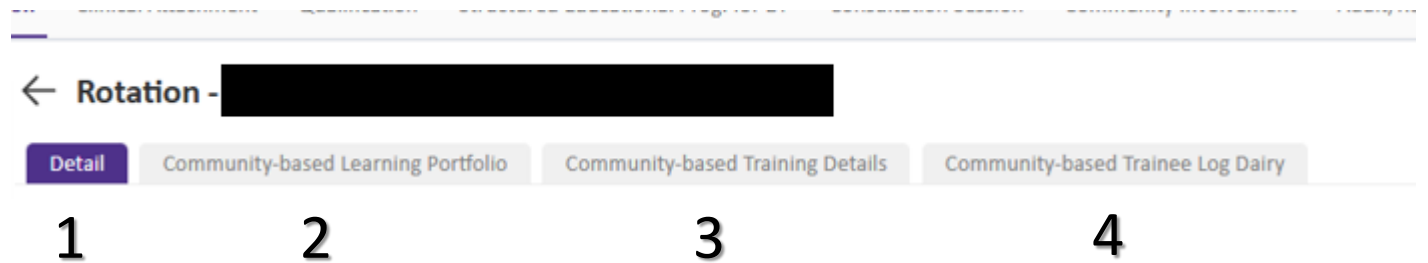 Rotation -
Detail Community-based Learning Portfolio Community-based Training Details Community-based Trainee Log Dairy
1 2 3 4